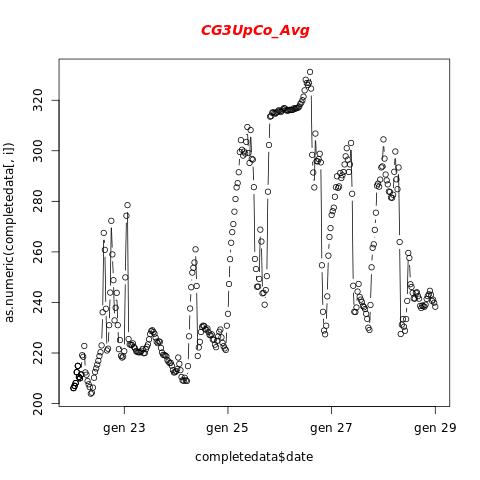 CG3UpCo_Avg
as.numeric(completedata[, i])
320
300
280
260
240
220
200
gen 23
gen 25
gen 27
gen 29
completedata$date